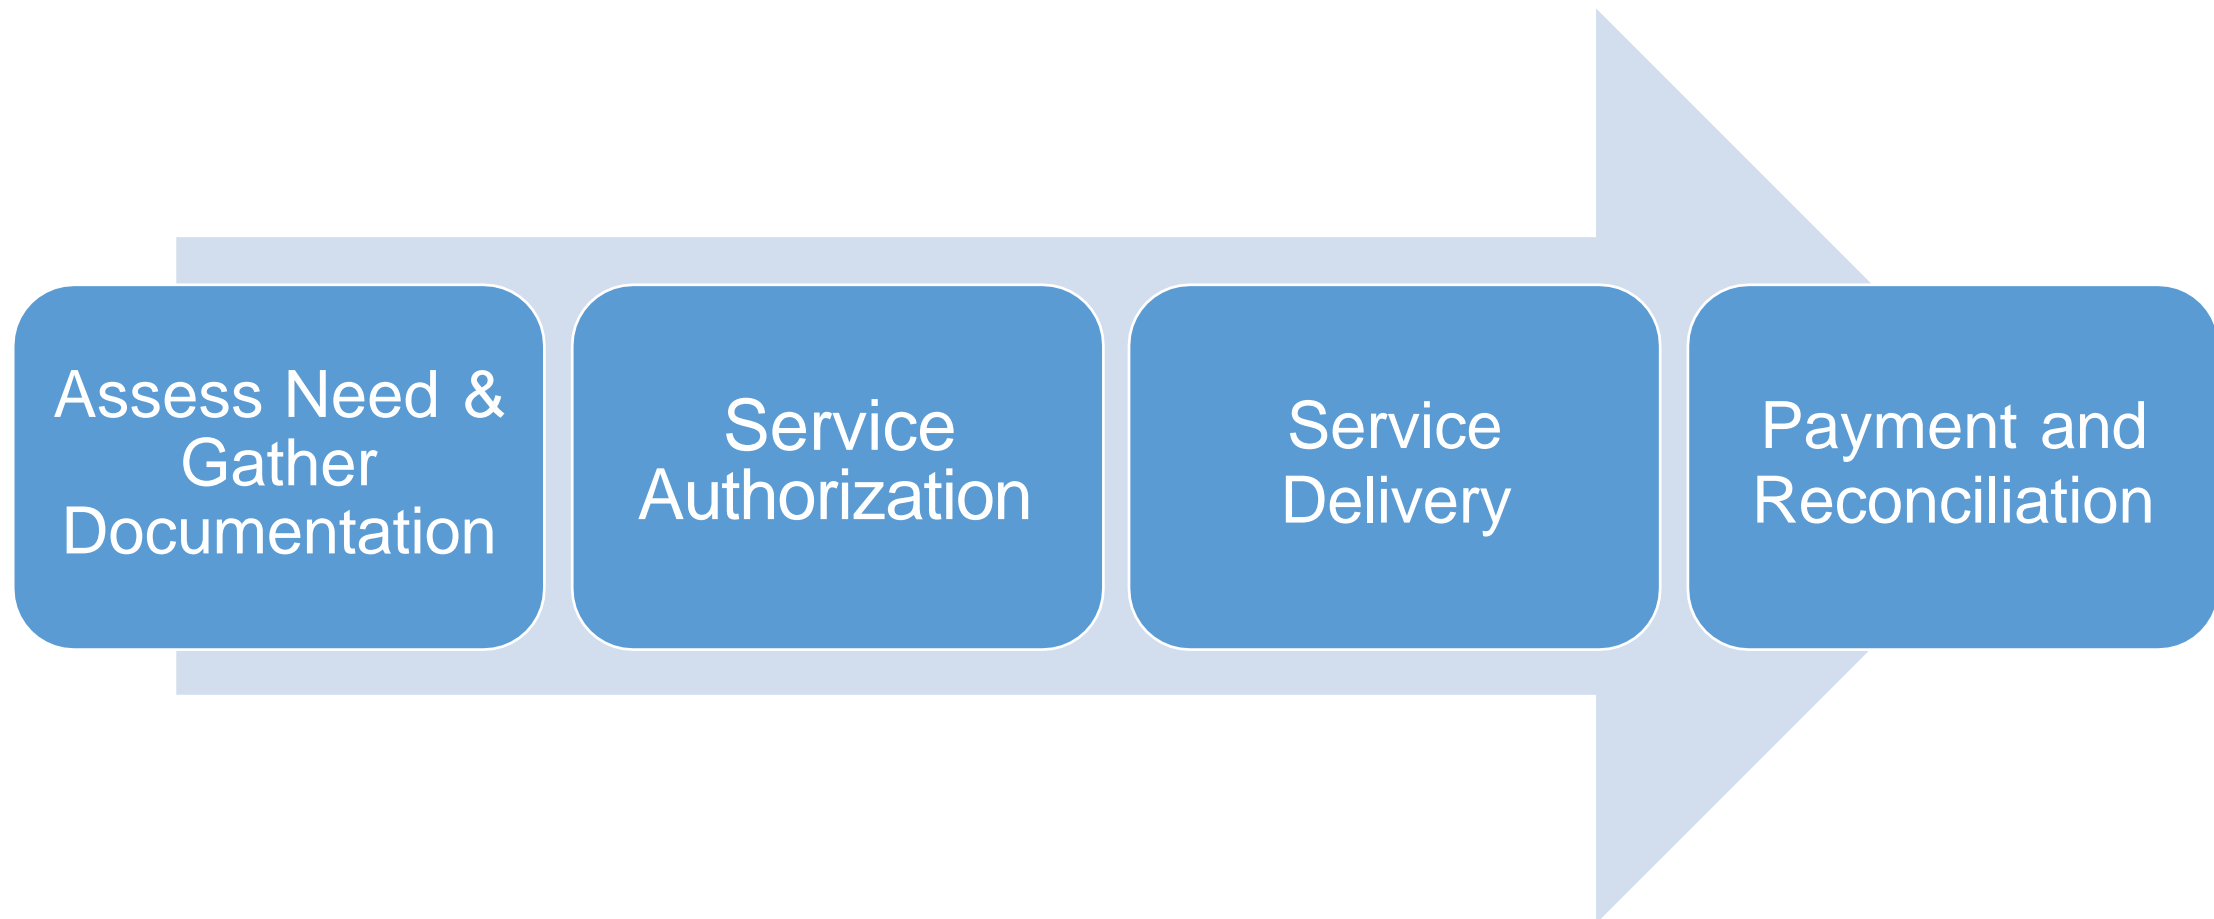 Assess Need &
Gather
Documentation
Service
Authorization
Service
Delivery
Payment and
Reconciliation